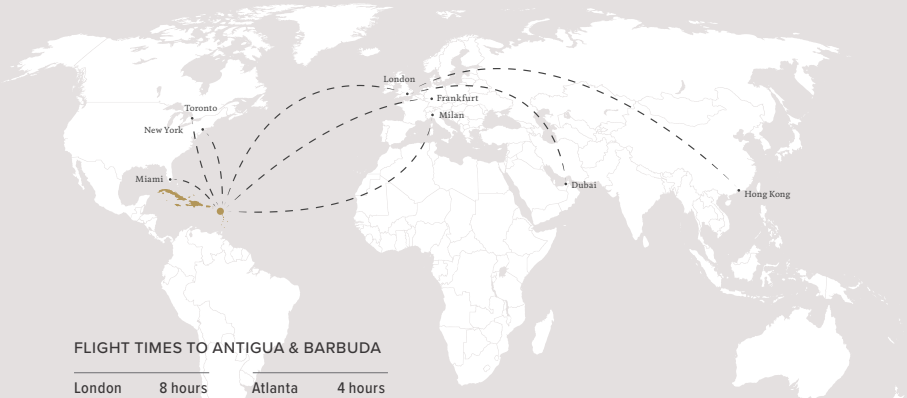 London
Toronto
Frankfurt
New York
Milan
Miami
Dubai
Hong Kong
FLIGHT TIMES TO ANTIGUA & BARBUDA
London 8 hours Atlanta 4 hours